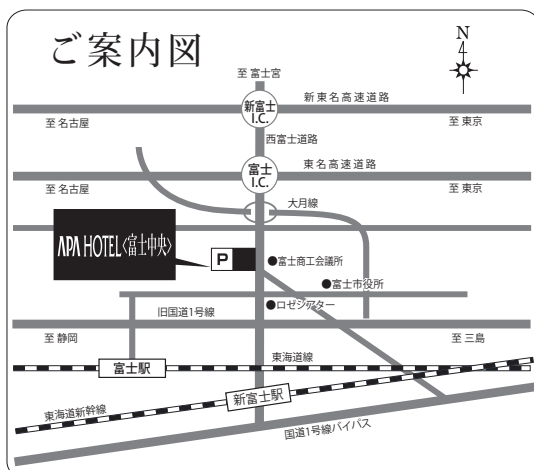 ご案内図
N
至 富士宮
新富士
I.C.
新東名高速道路
至 名古屋
至 東京
西富士道路
富士
I.C.
東名高速道路
至 名古屋
至 東京
大月線
APA HOTEL〈富士中央〉
P
●富士商工会議所
●富士市役所
●ロゼシアター
旧国道1号線
至 静岡
至 三島
富士駅
東海道線
新富士駅
東海道新幹線
国道1号線バイパス